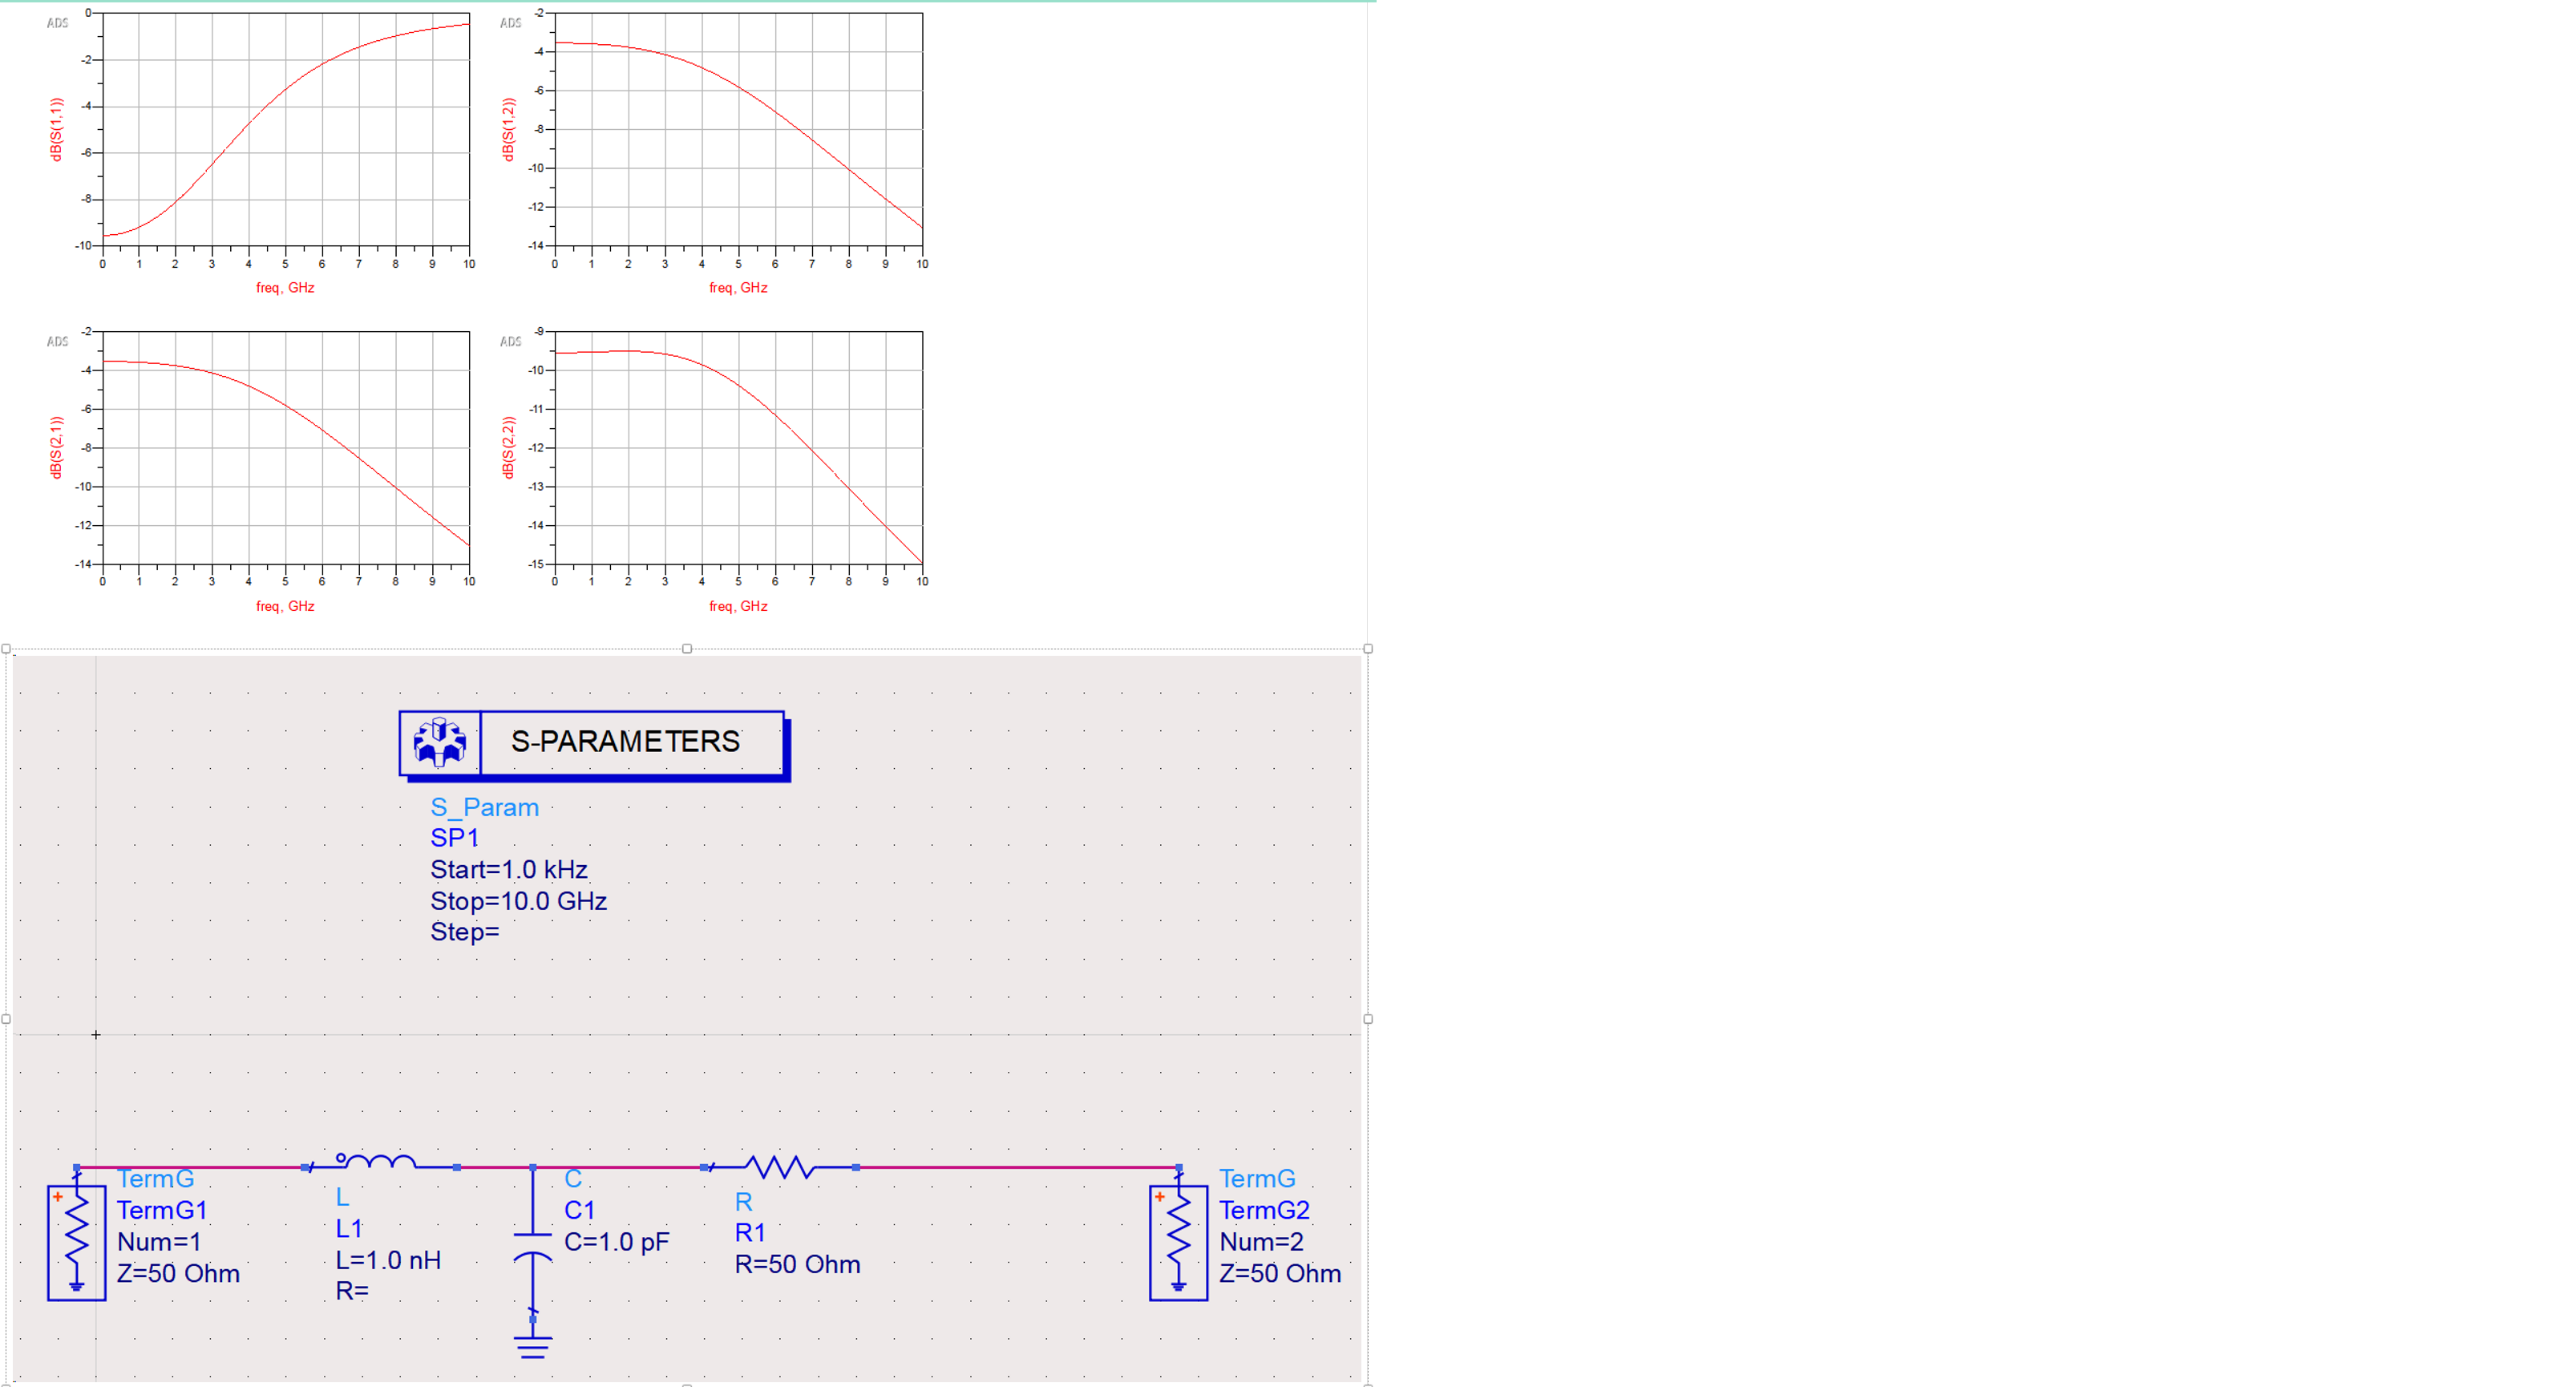 ADS
0
-2
-4
-6
-8
-10
dB(S(1,1))
0 1 2 3 4 5 6 7 8 9 10
freq, GHz
ADS
-2
-4
-6
-8
-10
-12
-14
dB(S(1,2))
0 1 2 3 4 5 6 7 8 9 10
freq, GHz
ADS
-2
-4
-6
-8
-10
-12
-14
dB(S(2,1))
0 1 2 3 4 5 6 7 8 9 10
freq, GHz
ADS
-9
-10
-11
-12
-13
-14
-15
dB(S(2,2))
0 1 2 3 4 5 6 7 8 9 10
freq, GHz
S-PARAMETERS
S_Param
SP1
Start=1.0 kHz
Stop=10.0 GHz
Step=
+
TermG
TermG1
Num=1
Z=50 Ohm
L
L1
L=1.0 nH
R=
C
C1
C=1.0 pF
R
R1
R=50 Ohm
+
TermG
TermG2
Num=2
Z=50 Ohm